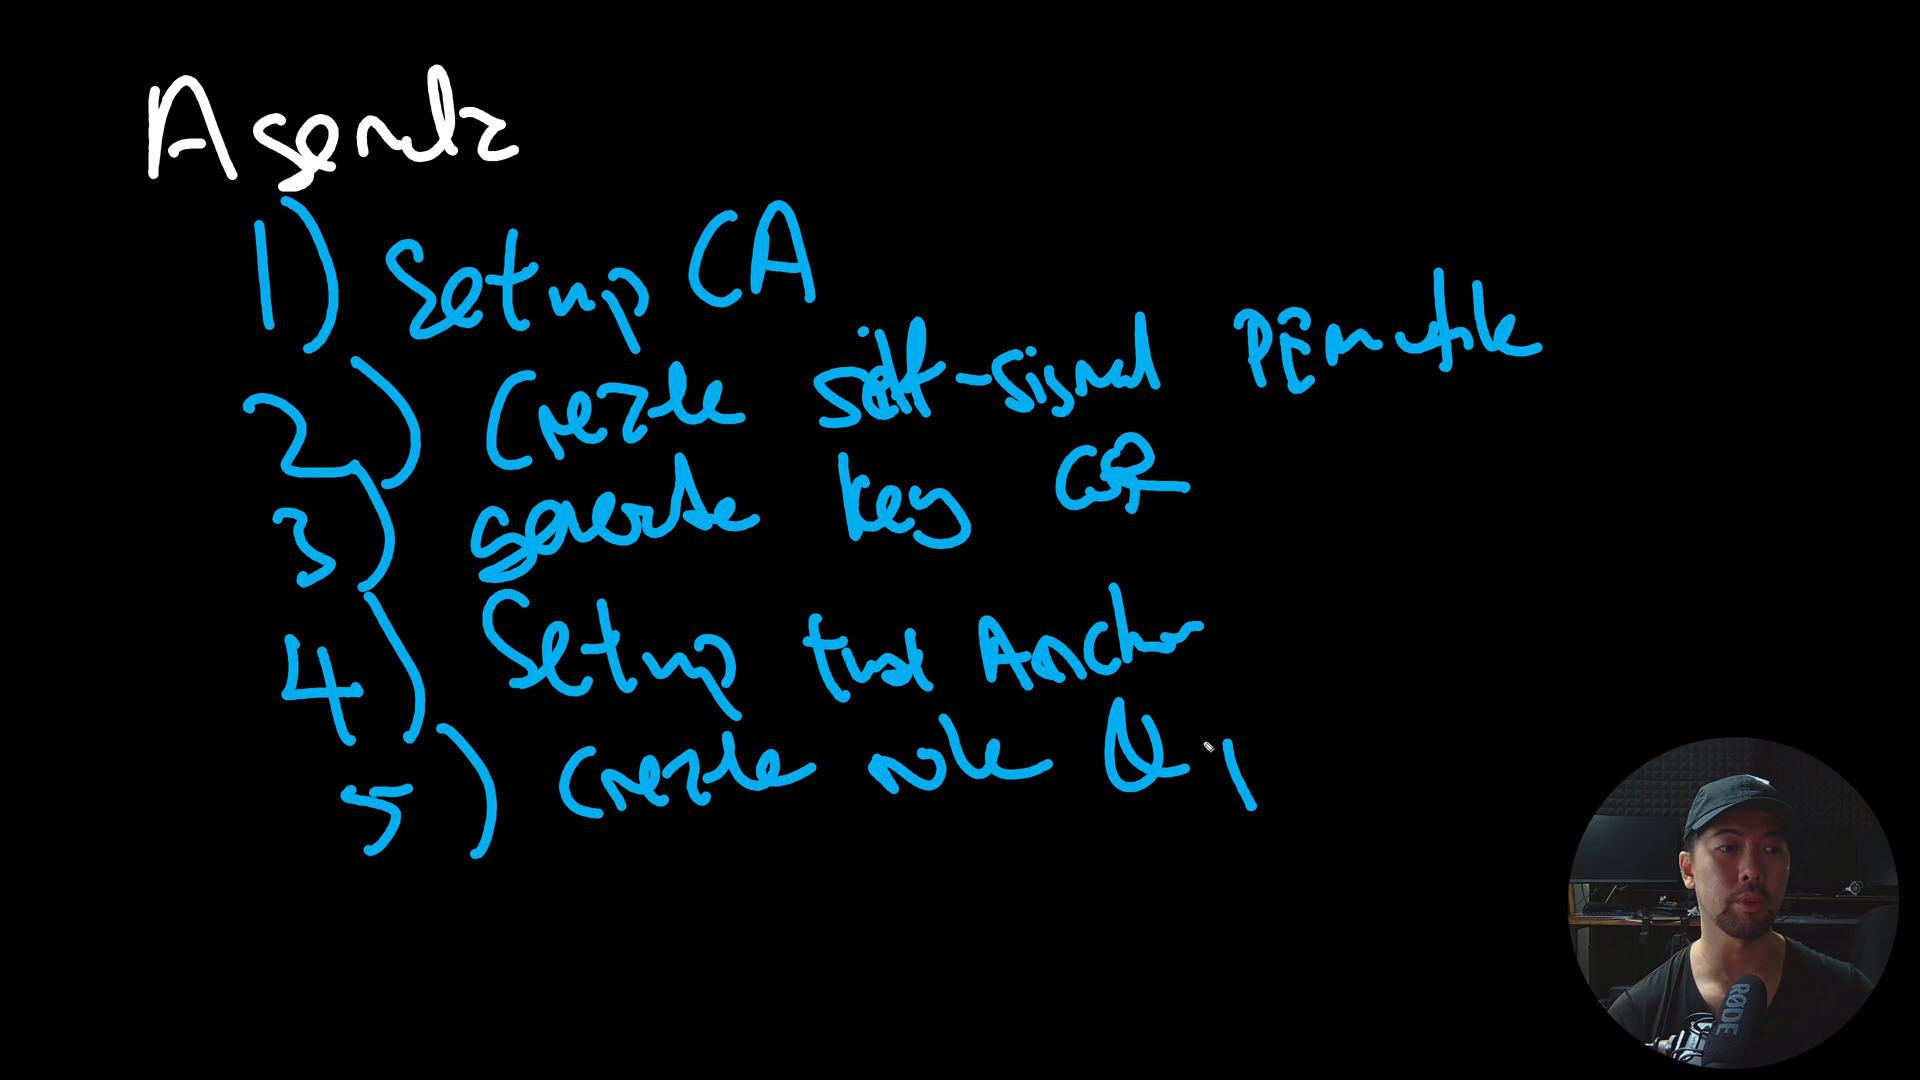 Agenda
1) Setup CA
2) Create self-signed PEM file
3) generate key CSR
4) Setup trust Anchor
5) Create role &
RØDE